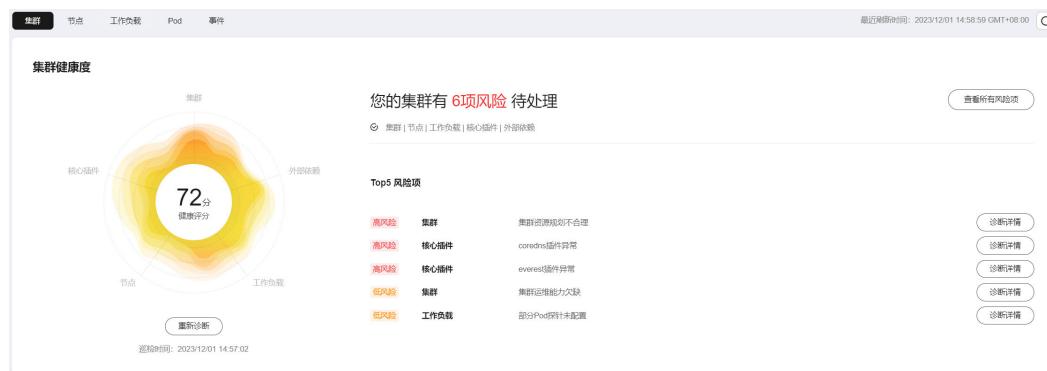 集群 节点 工作负载 Pod 事件 最近刷新时间：2023/12/01 14:58:59 GMT+08:00
集群健康度
集群
外部依赖
核心插件
72分
健康评分
节点
工作负载
重新诊断
巡检时间：2023/12/01 14:57:02
您的集群有 6项风险 待处理
查看所有风险项
集群 | 节点 | 工作负载 | 核心插件 | 外部依赖
Top5 风险项
高风险 集群 集群资源规划不合理 诊断详情
高风险 核心插件 coredns插件异常 诊断详情
高风险 核心插件 everest插件异常 诊断详情
低风险 集群 集群运维能力欠缺 诊断详情
低风险 工作负载 部分Pod探针未配置 诊断详情